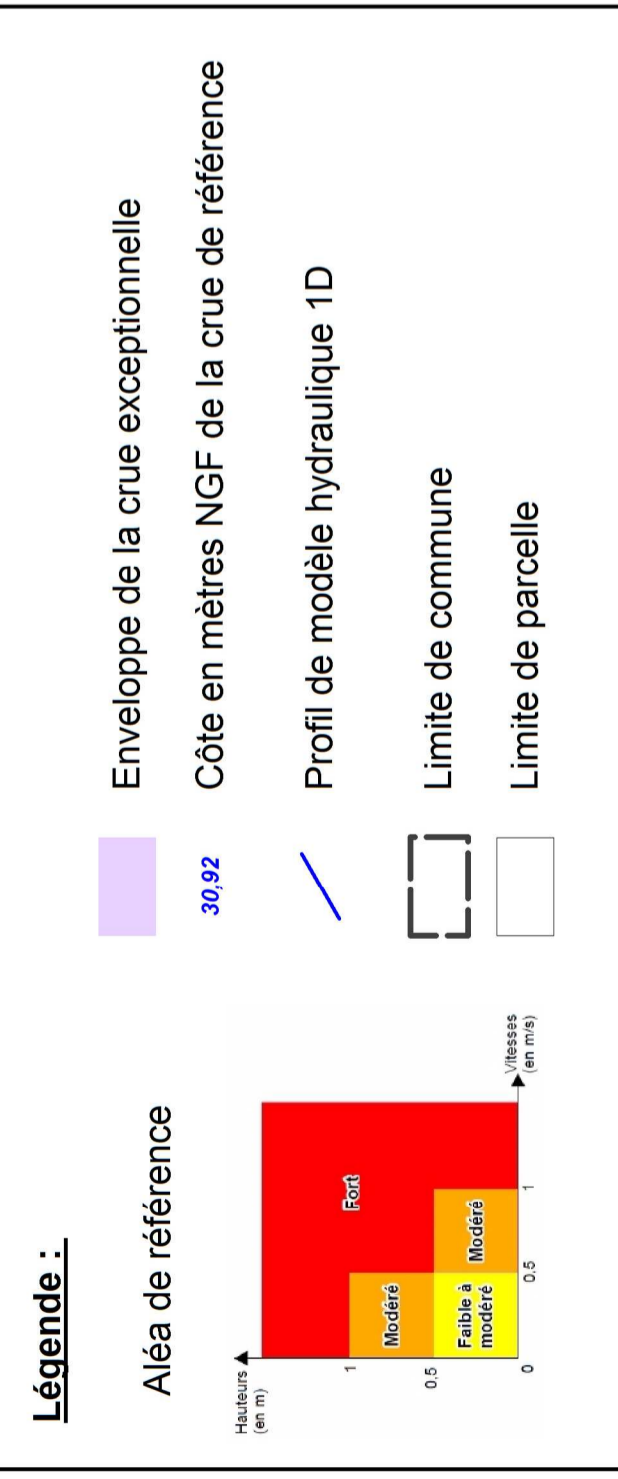 Légende :
Aléa de référence
Hauteurs
(en m)
1
0,5
0
0,5
1
Fort
Modéré
Faible à
modéré
Modéré
Vitesses
(en m/s)
Enveloppe de la crue exceptionnelle
30,92
Côte en mètres NGF de la crue de référence
Profil de modèle hydraulique 1D
Limite de commune
Limite de parcelle